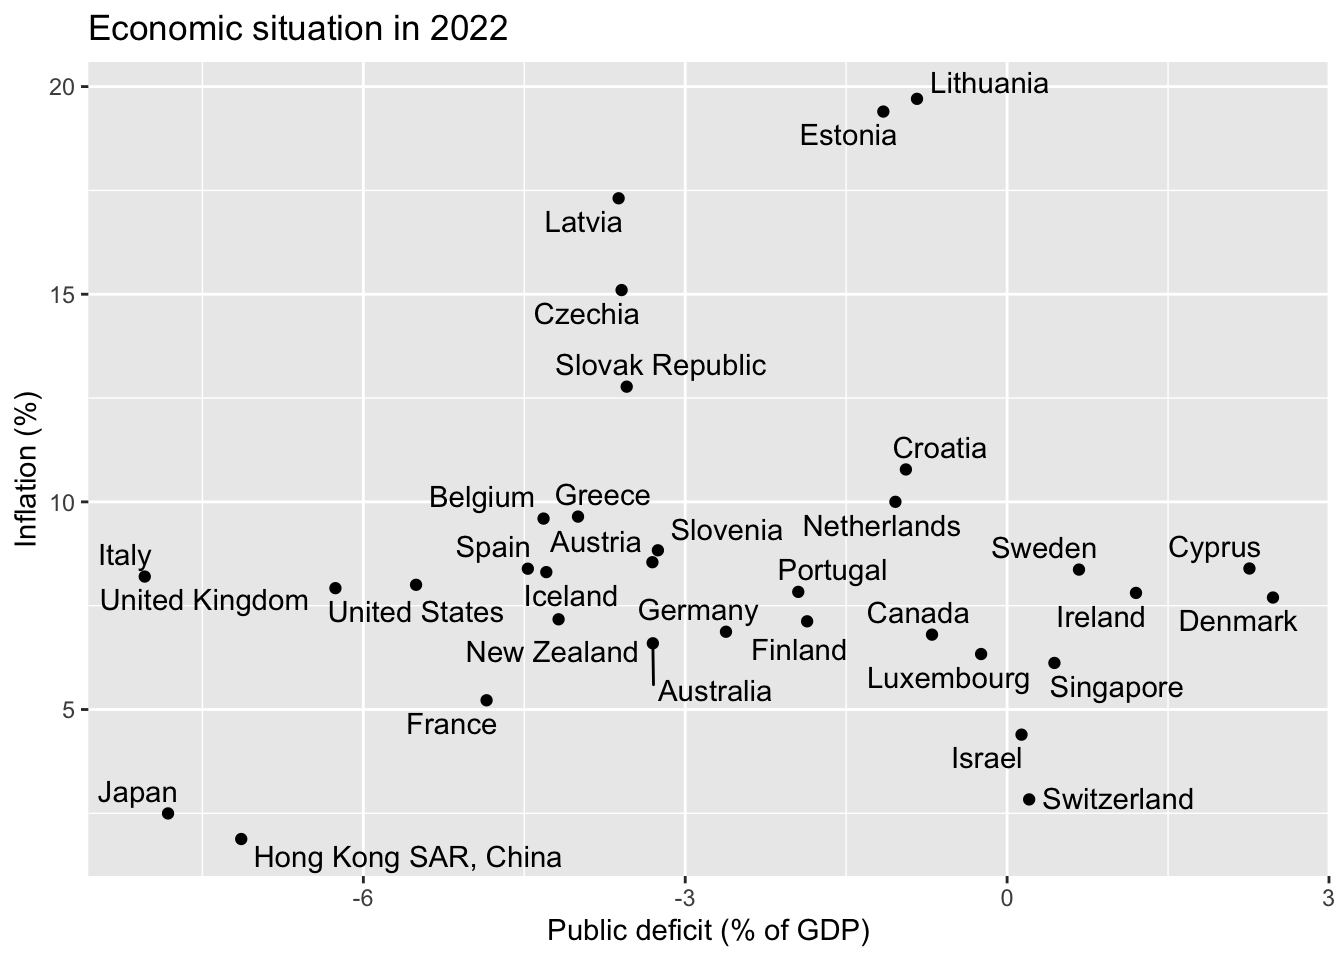 Economic situation in 2022
20
Lithuania
Estonia
Latvia
15
Czechia
Slovak Republic
Croatia
Belgium
Greece
10
Netherlands
Slovenia
Austria
Spain
Sweden
Cyprus
Italy
Portugal
United Kingdom
Iceland
United States
Germany
Canada
Ireland
Denmark
New Zealand
Finland
Luxembourg
Singapore
Australia
5
France
Israel
Japan
Switzerland
Hong Kong SAR, China
Inflation (%)
-6
-3
0
3
Public deficit (% of GDP)